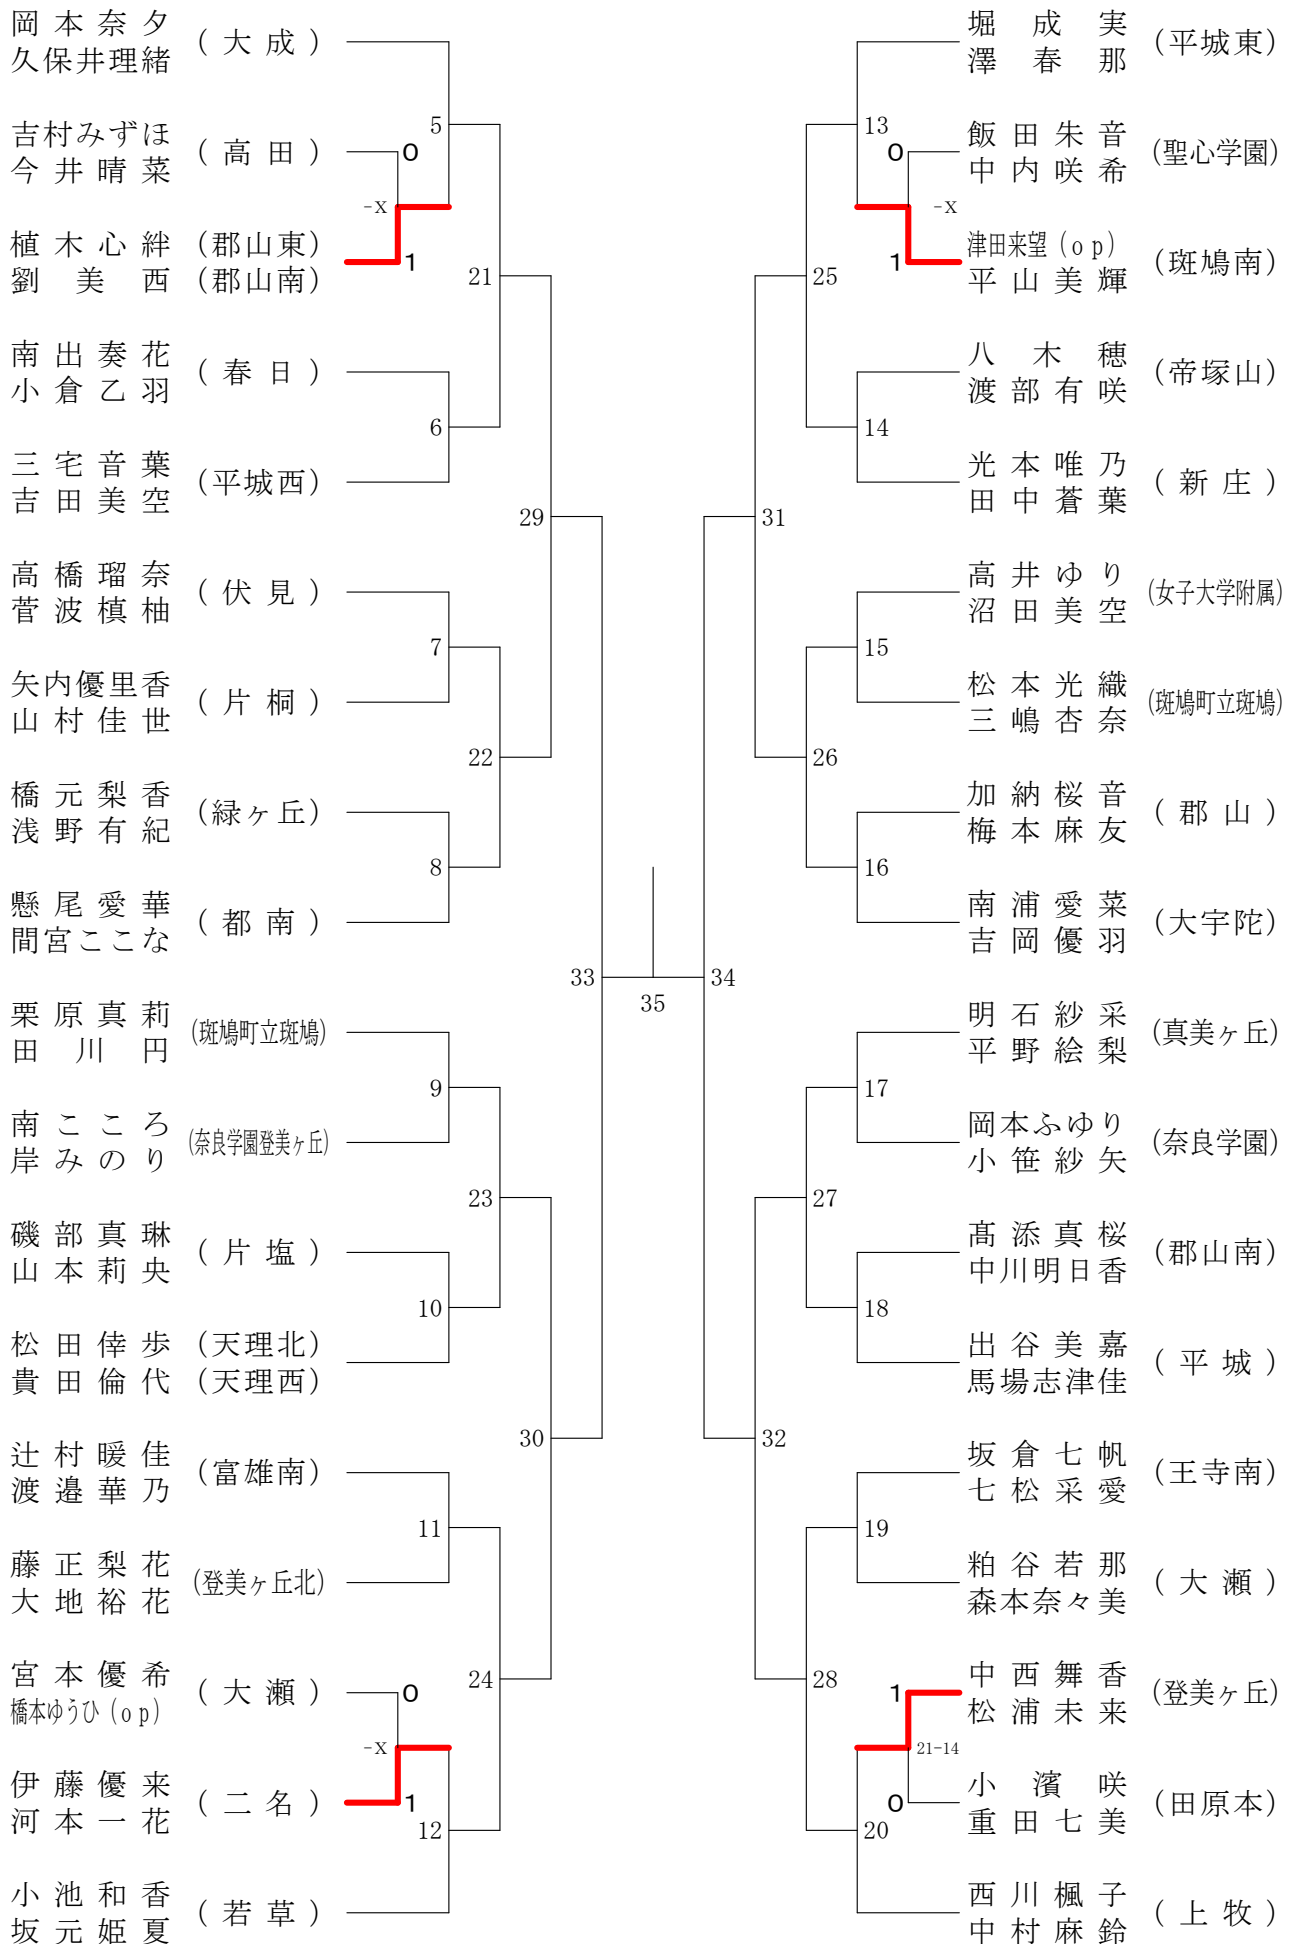 岡本奈夕
久保井理緒
(大成)
吉村みずほ
今井晴菜
(高田)
0
5
-X
植木心絆 (郡山東)
劉美西 (郡山南)
1
21
南出奏花
小倉乙羽
(春日)
6
三宅音葉
吉田美空
(平城西)
29
高橋瑠奈
菅波槙柚
(伏見)
7
矢内優里香
山村佳世
(片桐)
22
橋元梨香
浅野有紀
(緑ヶ丘)
8
懸尾愛華
間宮ここな
(都南)
33
栗原真莉
田川円
(斑鳩町立斑鳩)
9
南こころ
岸みのり
(奈良学園登美ヶ丘)
23
磯部真琳
山本莉央
(片塩)
10
松田倖歩 (天理北)
貴田倫代 (天理西)
30
辻村暖佳
渡邉華乃
(富雄南)
11
藤正梨花
大地裕花
(登美ヶ丘北)
24
宮本優希
橋本ゆうひ(op)
(大瀬)
0
-X
伊藤優来
河本一花
(二名)
1
12
小池和香
坂元姫夏
(若草)
35
堀成実
澤春那
(平城東)
13
飯田朱音
中内咲希
(聖心学園)
0
-X
津田来望(op)
平山美輝
(斑鳩南)
1
25
八木穂
渡部有咲
(帝塚山)
14
光本唯乃
田中蒼葉
(新庄)
31
高井ゆり
沼田美空
(女子大学附属)
15
松本光織
三嶋杏奈
(斑鳩町立斑鳩)
26
加納桜音
梅本麻友
(郡山)
16
南浦愛菜
吉岡優羽
(大宇陀)
34
明石紗采
平野絵梨
(真美ヶ丘)
17
岡本ふゆり
小笹紗矢
(奈良学園)
27
髙添真桜
中川明日香
(郡山南)
18
出谷美嘉
馬場志津佳
(平城)
32
坂倉七帆
七松采愛
(王寺南)
19
粕谷若那
森本奈々美
(大瀬)
28
中西舞香
松浦未来
(登美ヶ丘)
1
21-14
小濱咲
重田七美
(田原本)
0
20
西川楓子
中村麻鈴
(上牧)